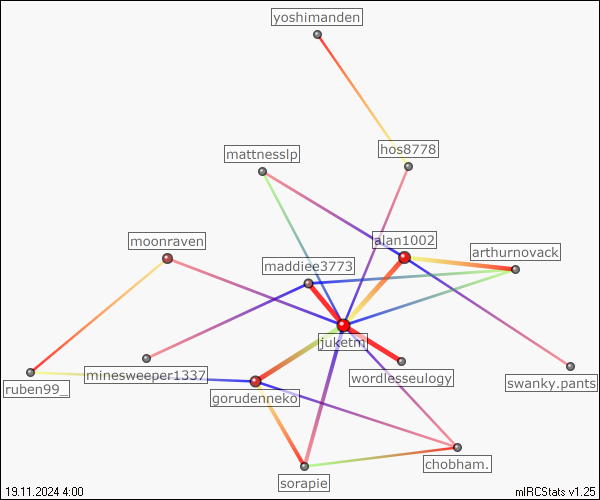 yoshimanden
hos8778
mattnesslp
moonraven
alan1002
arthurnovack
maddiee3773
juketm
minesweeper1337
wordlesseulogy
ruben99_
swanky.pants
gorudenneko
chobham.
sorapie
19.11.2024 4:00
mIRCStats v1.25